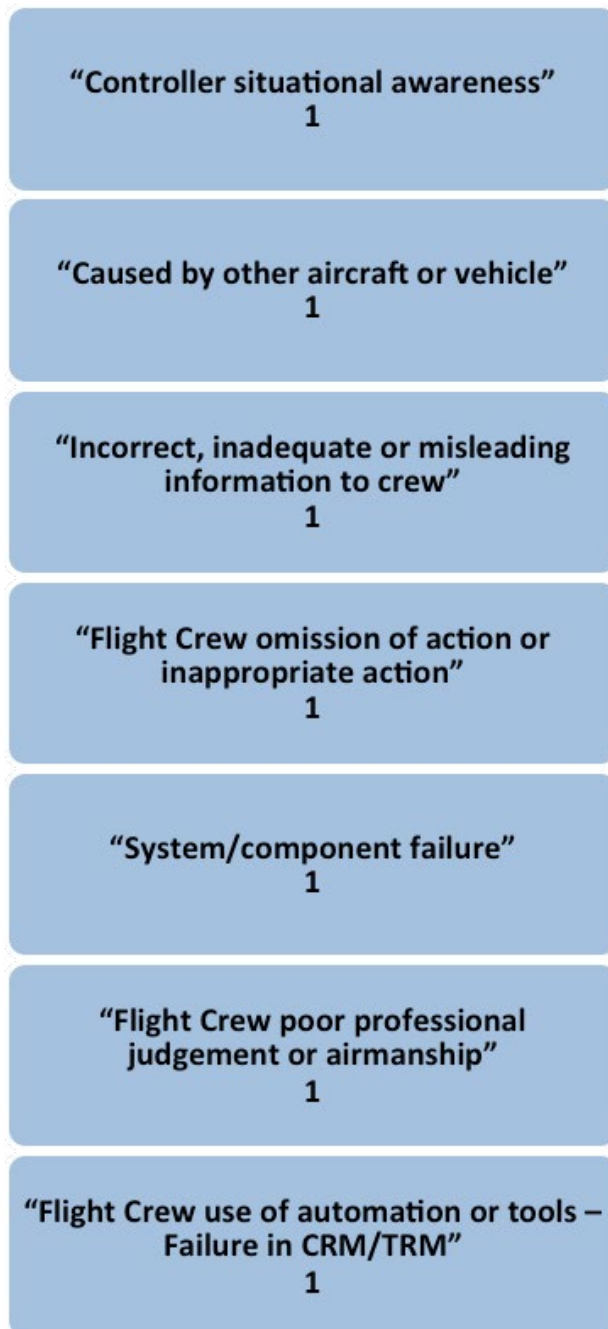 “Controller situational awareness”
1
“Caused by other aircraft or vehicle”
1
“Incorrect, inadequate or misleading
information to crew”
1
“Flight Crew omission of action or
inappropriate action”
1
“System/component failure”
1
“Flight Crew poor professional
judgement or airmanship”
1
“Flight Crew use of automation or tools –
Failure in CRM/TRM”
1